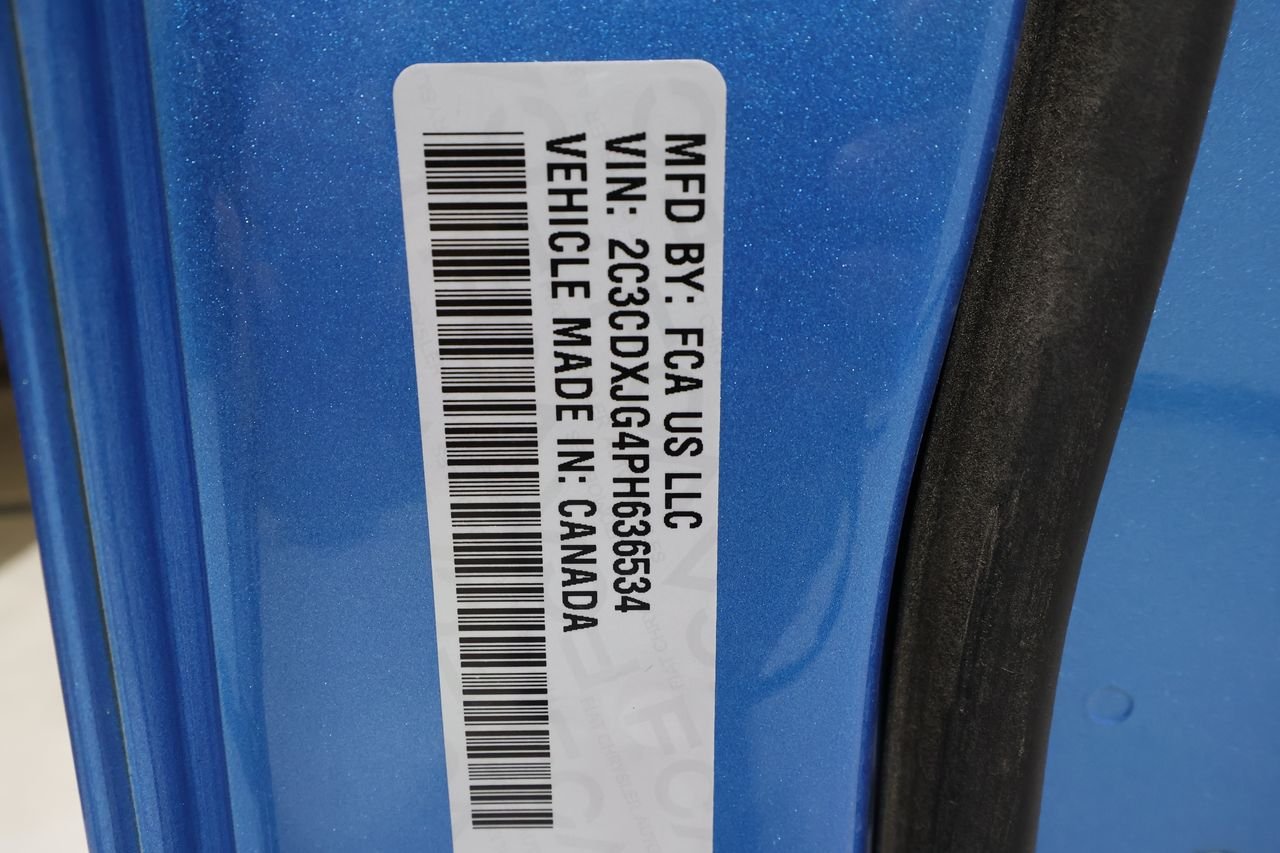 MFD BY: FCA US LLC
VIN: 2C3CDXJG4PH636534
VEHICLE MADE IN: CANADA